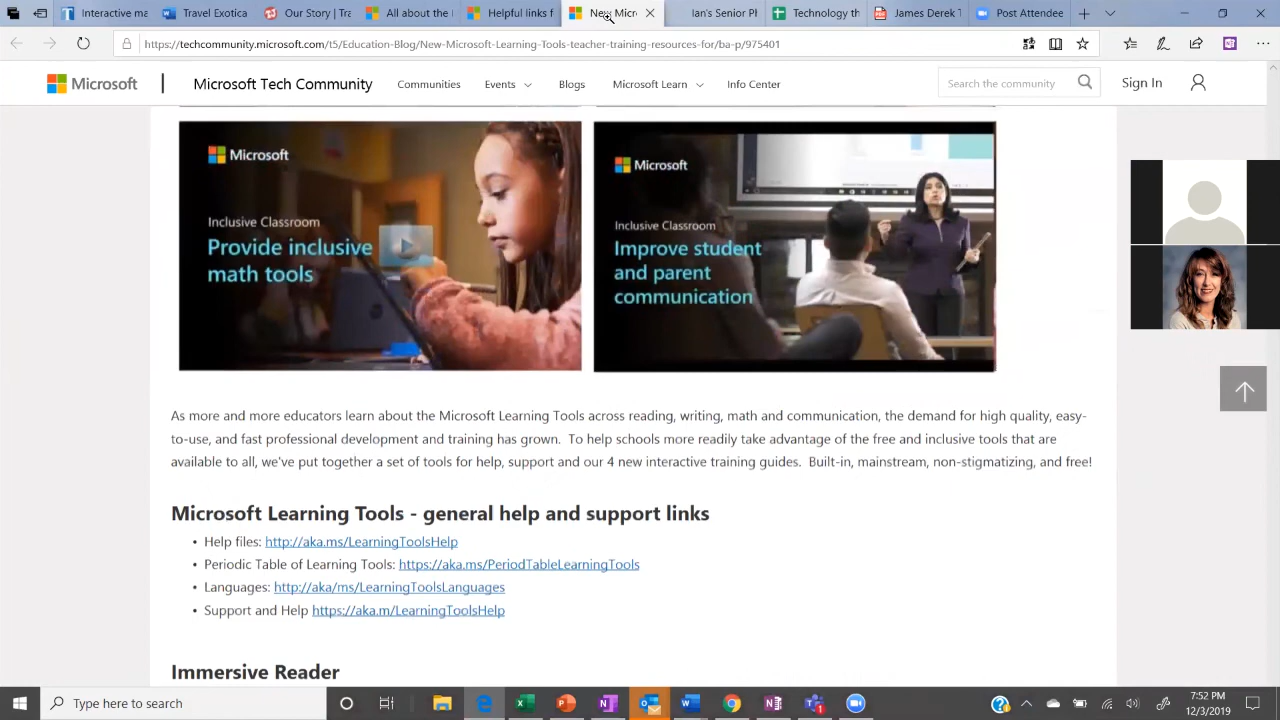 Interactive
Word Exotica
Our Story
All about the I
Helpful links f
New Micr
Ian's Senior Pl
Technology th
James Derek
Zoom After
https://techcommunity.microsoft.com/t5/Education-Blog/New-Microsoft-Learning-Tools-teacher-training-resources-for/ba-p/975401
Microsoft
Microsoft Tech Community
Communities
Events
Blogs
Microsoft Learn
Info Center
Search the community
Sign In
Microsoft
Inclusive Classroom
Provide inclusive
math tools
Microsoft
Inclusive Classroom
Improve student
and parent
communication
As more and more educators learn about the Microsoft Learning Tools across reading, writing, math and communication, the demand for high quality, easy-
to-use, and fast professional development and training has grown. To help schools more readily take advantage of the free and inclusive tools that are
available to all, we've put together a set of tools for help, support and our 4 new interactive training guides. Built-in, mainstream, non-stigmatizing, and free!
Microsoft Learning Tools - general help and support links
• Help files: http://aka.ms/LearningToolsHelp
• Periodic Table of Learning Tools: https://aka.ms/PeriodTableLearningTools
• Languages: http://aka/ms/LearningToolsLanguages
• Support and Help https://aka.m/LearningToolsHelp
Immersive Reader
Type here to search
7:52 PM
12/3/2019